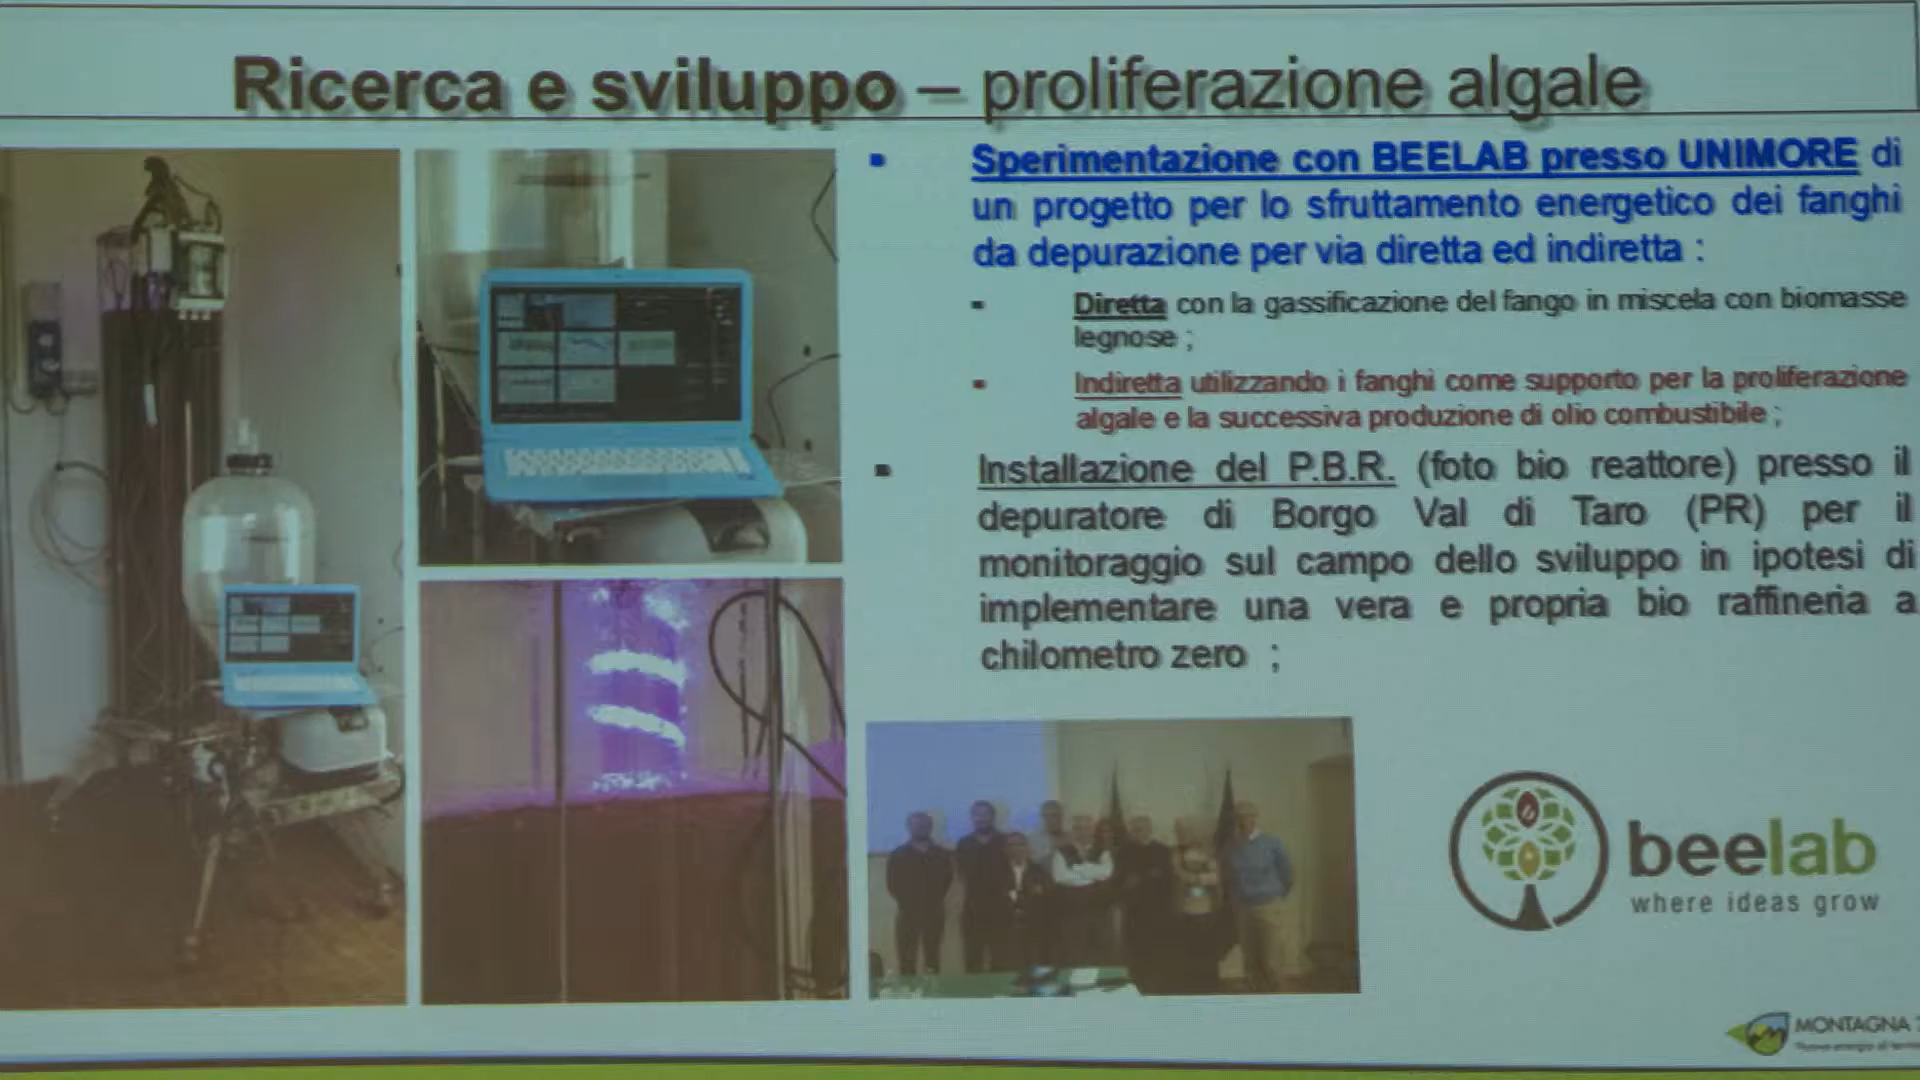 Ricerca e sviluppo – proliferazione algale
Sperimentazione con BEELAB presso UNIMORE di
un progetto per lo sfruttamento energetico dei fanghi
da depurazione per via diretta ed indiretta :
Diretta con la gassificazione del fango in miscela con biomasse
legnose ;
Indiretta utilizzando i fanghi come supporto per la proliferazione
algale e la successiva produzione di olio combustibile ;
Installazione del P.B.R. (foto bio reattore) presso il
depuratore di Borgo Val di Taro (PR) per il
monitoraggio sul campo dello sviluppo in ipotesi di
implementare una vera e propria bio raffineria a
chilometro zero ;
beelab
where ideas grow
MONTAGNA